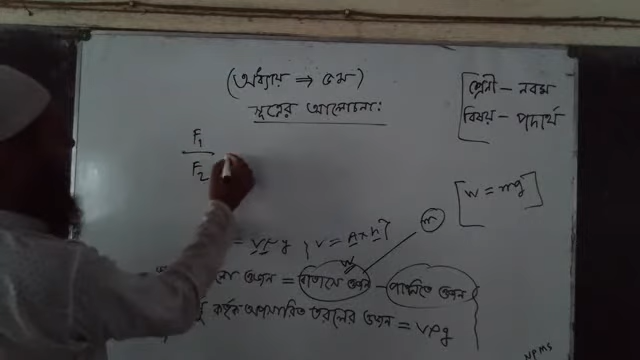 (অধ্যায় ⇒ ৫ম)
সূত্রের আলোচনা:
শ্রেণী - নবম
বিষয় - পদার্থ
F₁
F₂
W = mg
= Vρg, (V = A×h)
m
W
ওজন = বাতাসে ওজন - পানিতে ওজন
কর্তৃক অপসারিত তরলের ওজন = Vρg
NPMS